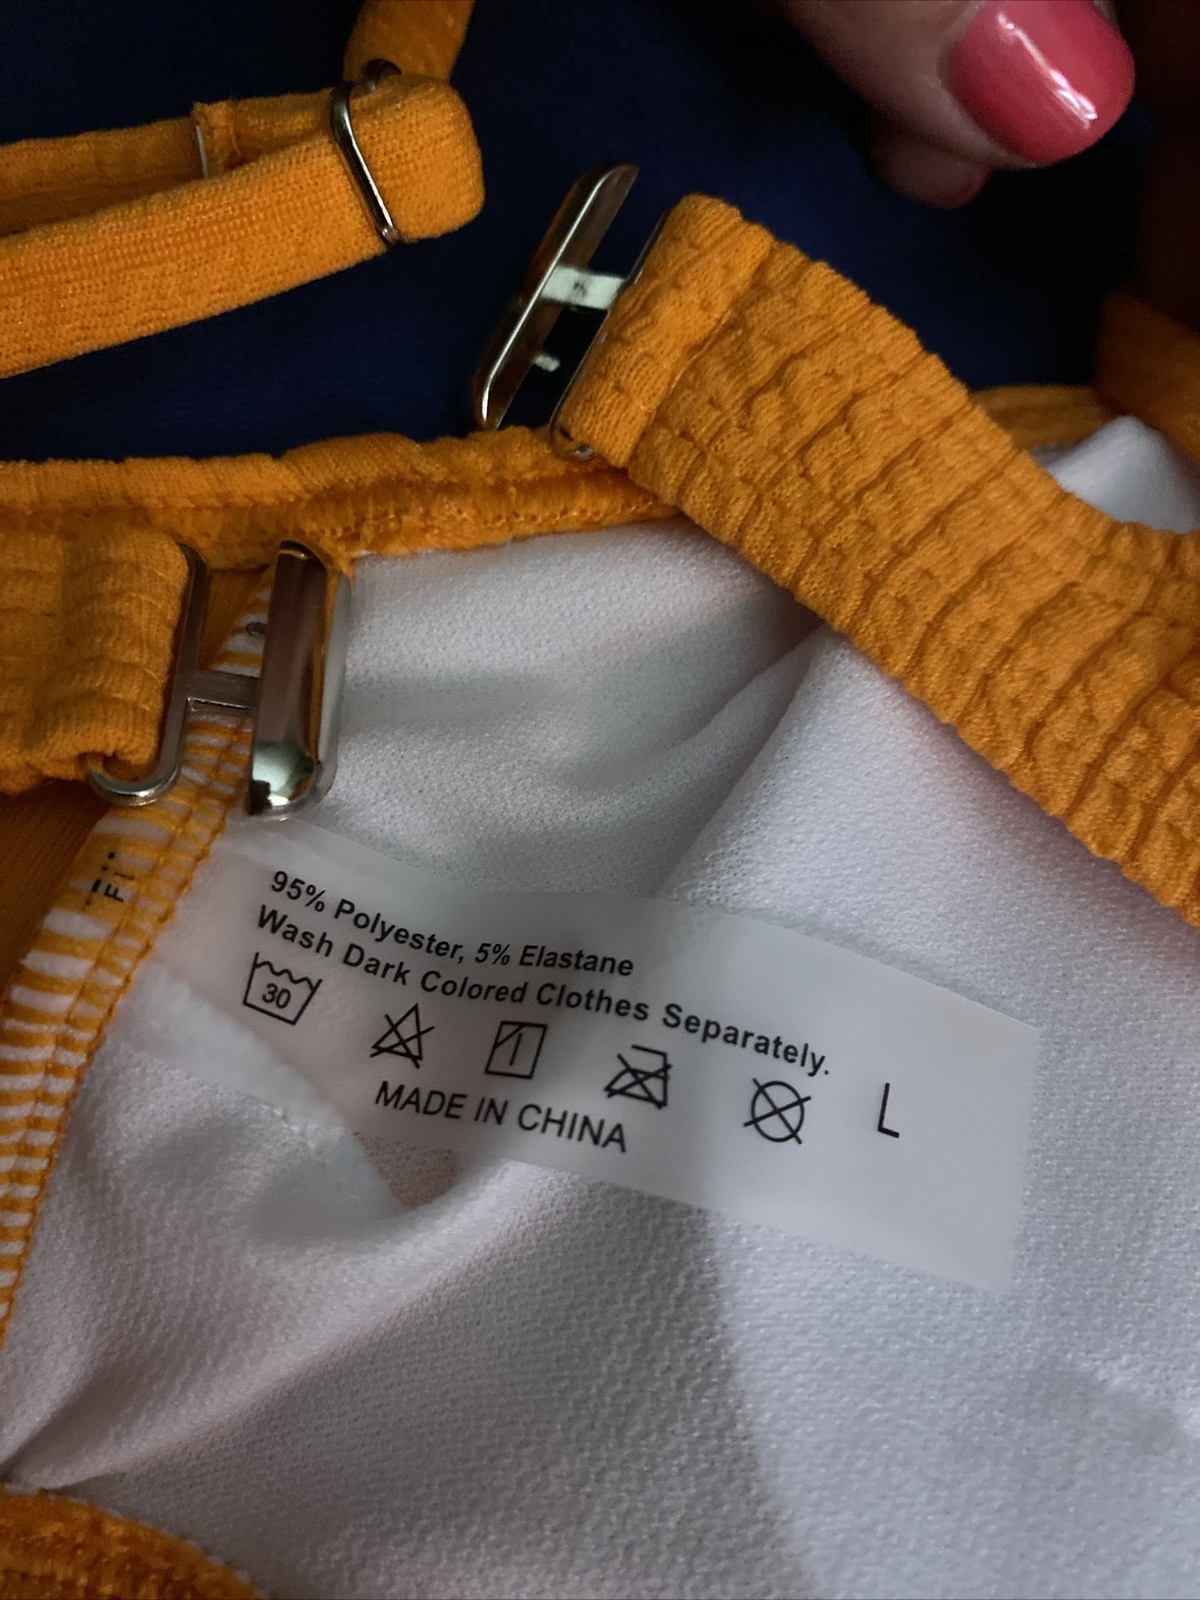 95% Polyester, 5% Elastane
Wash Dark Colored Clothes Separately.
30
L
MADE IN CHINA